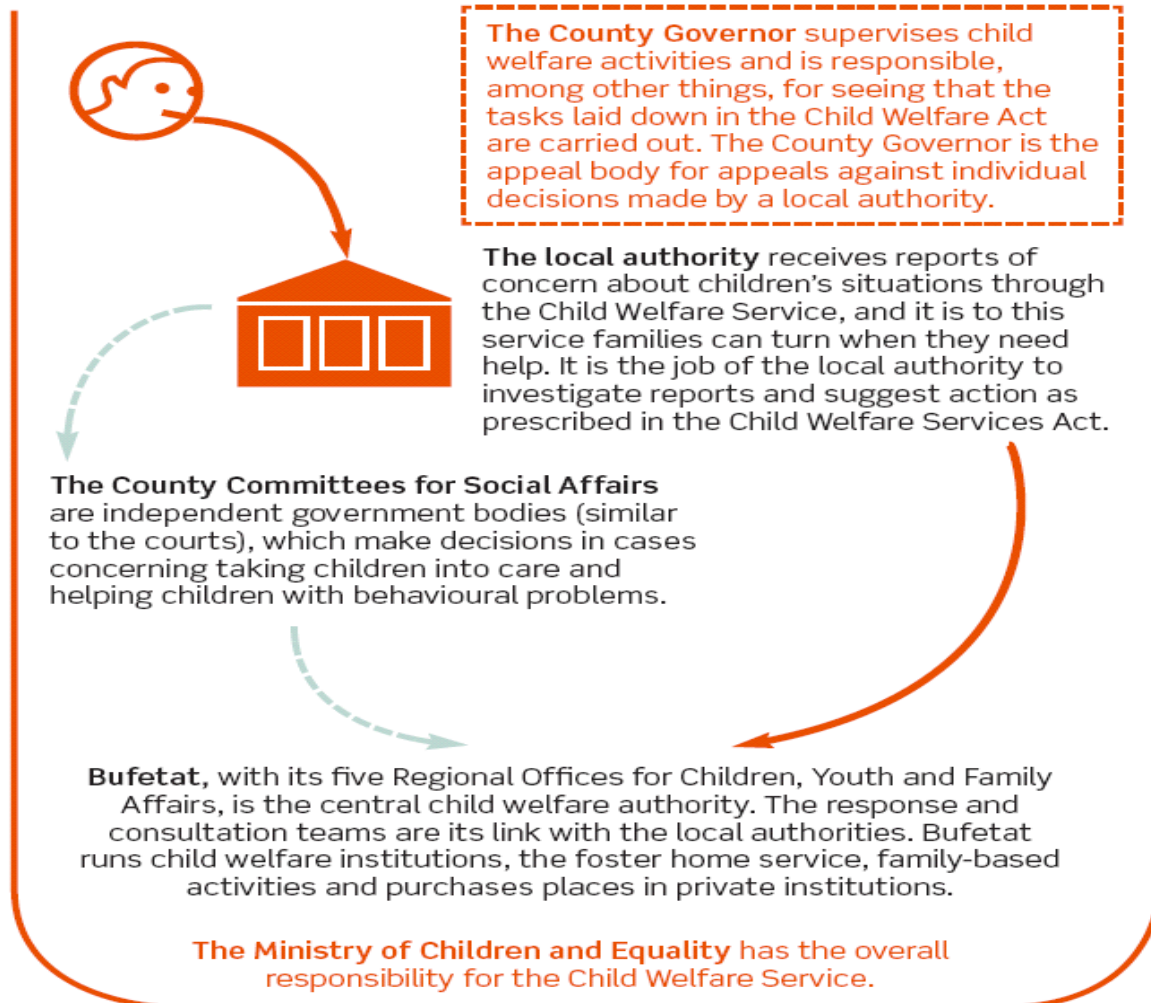 The County Governor supervises child
welfare activities and is responsible,
among other things, for seeing that the
tasks laid down in the Child Welfare Act
are carried out. The County Governor is the
appeal body for appeals against individual
decisions made by a local authority.
The local authority receives reports of
concern about children’s situations through
the Child Welfare Service, and it is to this
service families can turn when they need
help. It is the job of the local authority to
investigate reports and suggest action as
prescribed in the Child Welfare Services Act.
The County Committees for Social Affairs
are independent government bodies (similar
to the courts), which make decisions in cases
concerning taking children into care and
helping children with behavioural problems.
Bufetat, with its five Regional Offices for Children, Youth and Family
Affairs, is the central child welfare authority. The response and
consultation teams are its link with the local authorities. Bufetat
runs child welfare institutions, the foster home service, family-based
activities and purchases places in private institutions.
The Ministry of Children and Equality has the overall
responsibility for the Child Welfare Service.